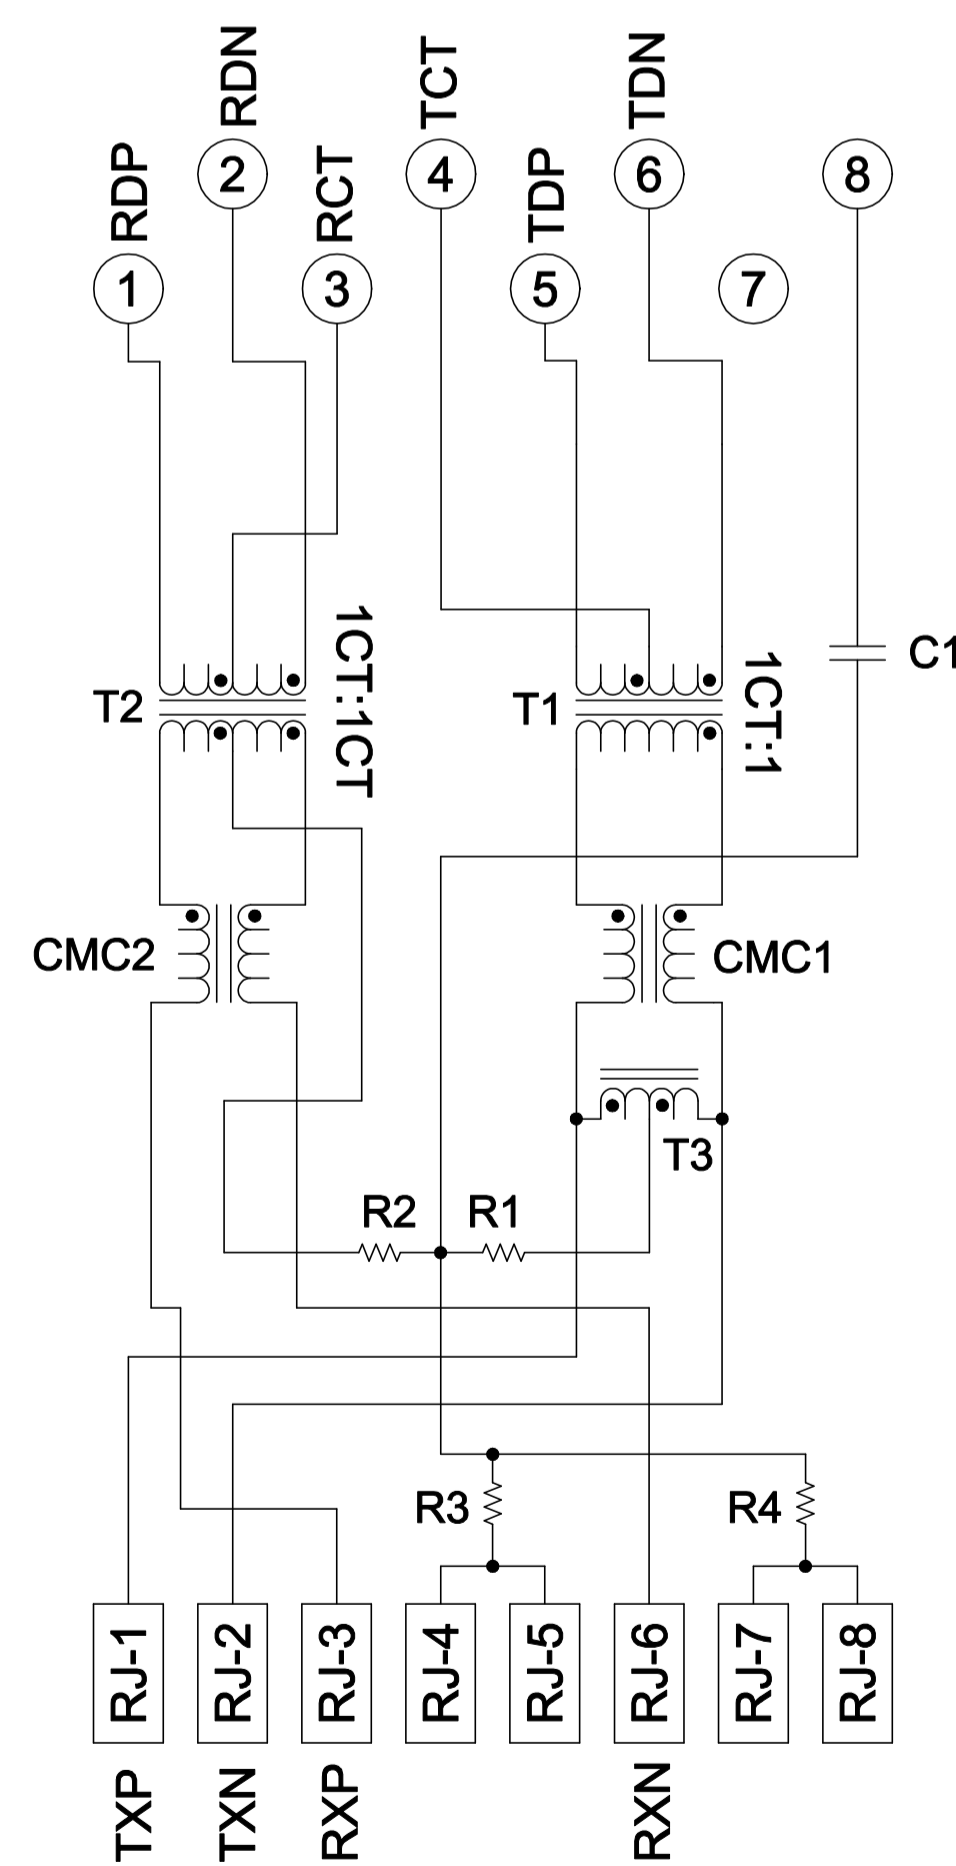 RDN
TCT
TDN
RDP
2
RCT
4
TDP
6
8
1
3
5
7
1CT:1CT
1CT:1
C1
T2
T1
CMC2
CMC1
T3
R2
R1
R3
R4
RJ-1
RJ-2
RJ-3
RJ-4
RJ-5
RJ-6
RJ-7
RJ-8
TXP
TXN
RXP
RXN